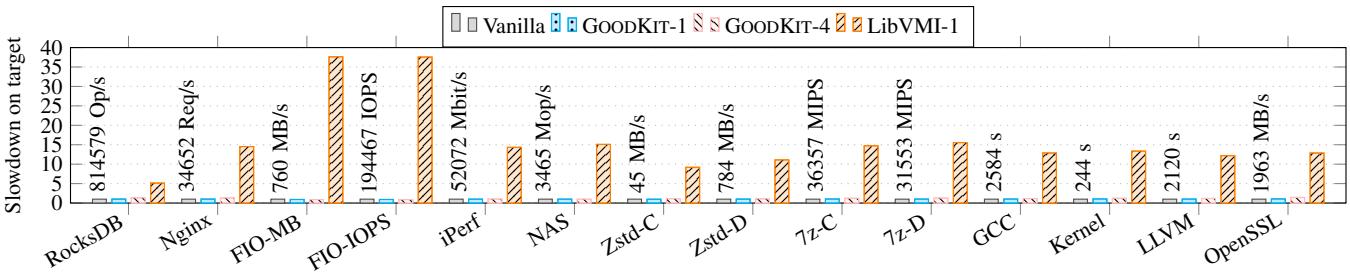 Vanilla GOODKIT-1 GOODKIT-4 LibVMI-1
Slowdown on target
40
35
30
25
20
15
10
5
0
814579 Op/s
34652 Req/s
760 MB/s
194467 IOPS
52072 Mbit/s
3465 Mop/s
45 MB/s
784 MB/s
36357 MIPS
31553 MIPS
2584 s
244 s
2120 s
1963 MB/s
RocksDB
Nginx
FIO-MB
FIO-IOPS
iPerf
NAS
Zstd-C
Zstd-D
7z-C
7z-D
GCC
Kernel
LLVM
OpenSSL